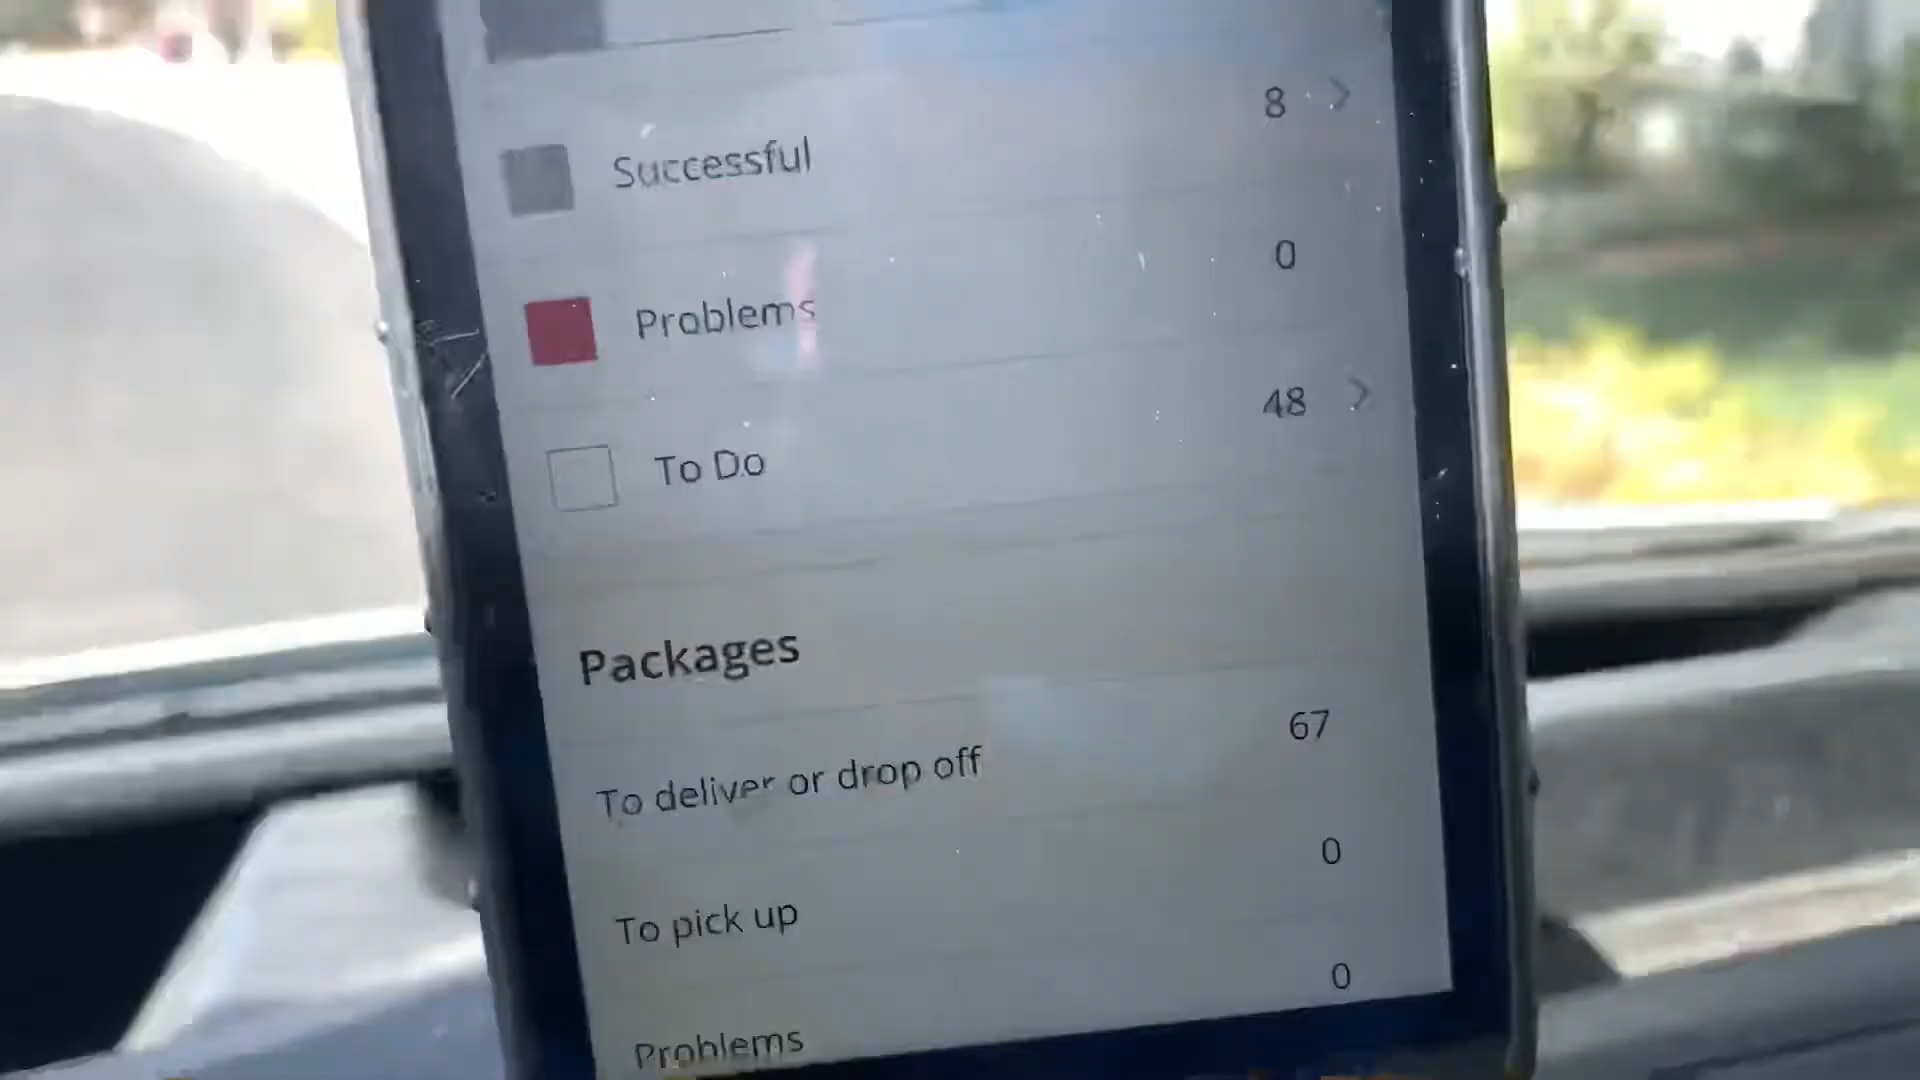 Successful 8 >
Problems 0
To Do 48 >
Packages
To deliver or drop off 67
To pick up 0
Problems 0